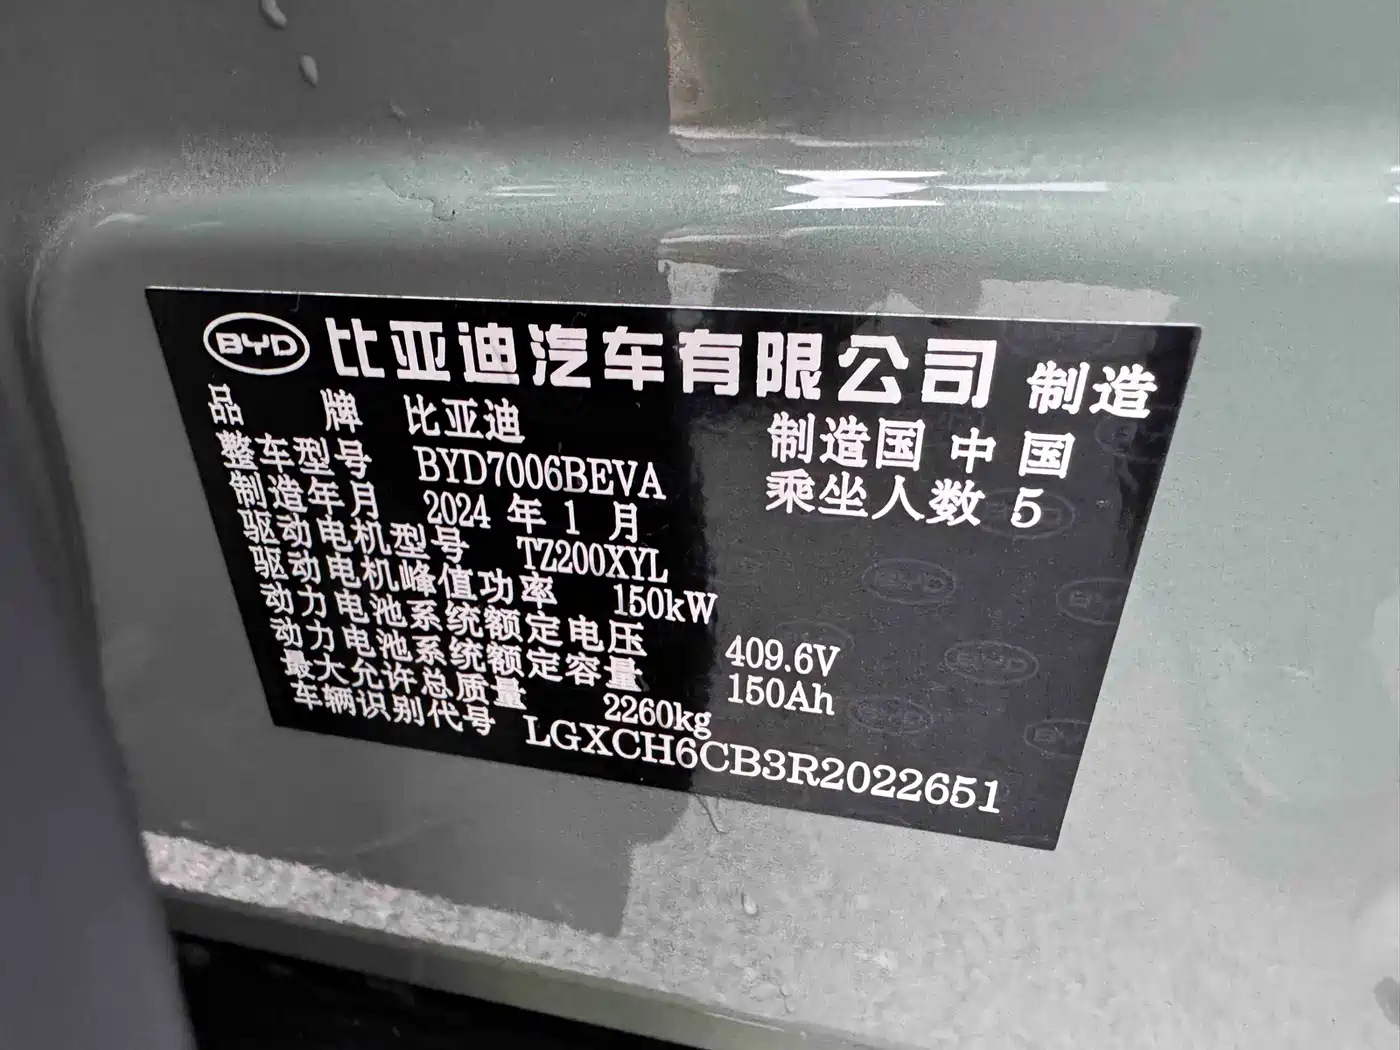 BYD 比亚迪汽车有限公司 制造
品 牌 比亚迪 制造国 中国
整车型号 BYD7006BEVA 乘坐人数 5
制造年月 2024 年 1 月
驱动电机型号 TZ200XYL
驱动电机峰值功率 150kW
动力电池系统额定电压 409.6V
动力电池系统额定容量 150Ah
最大允许总质量 2260kg
车辆识别代号 LGXCH6CB3R2022651